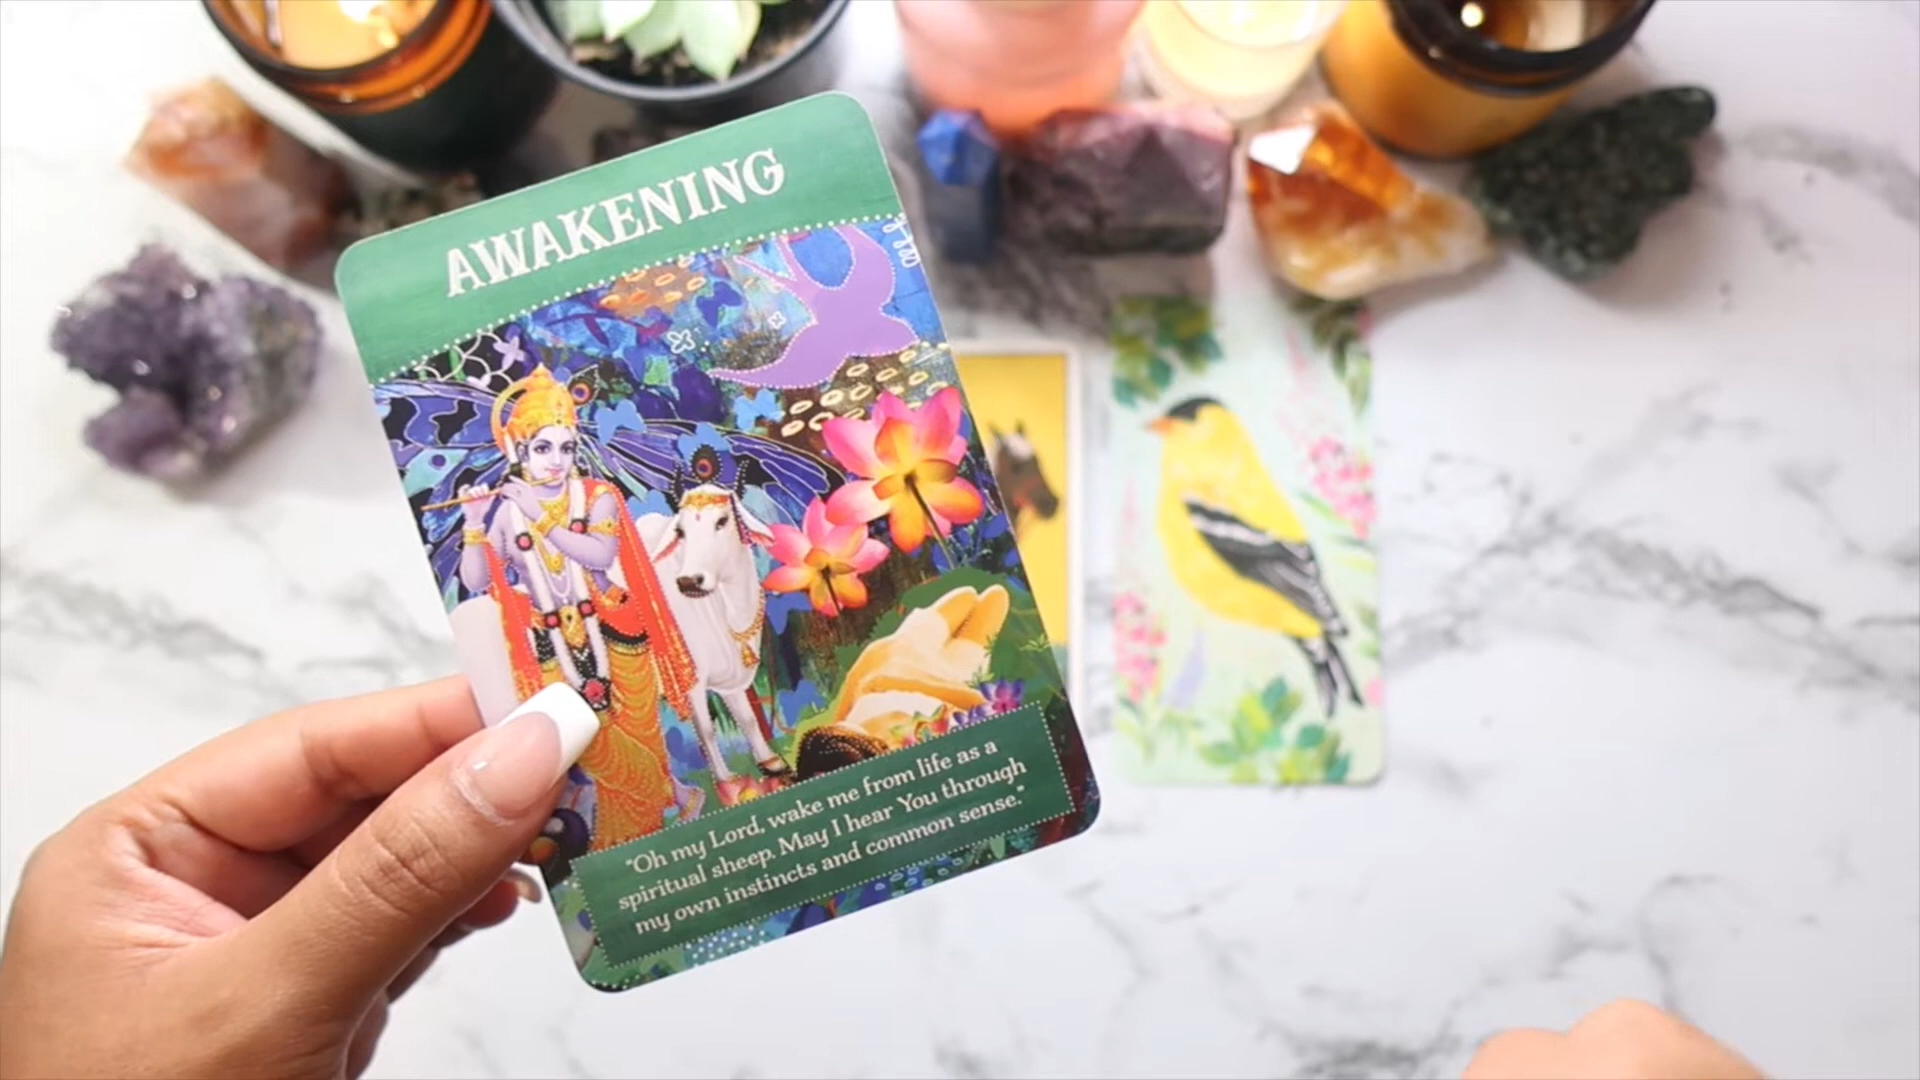 AWAKENING
"Oh my Lord, wake me from life as a
spiritual sheep. May I hear You through
my own instincts and common sense."